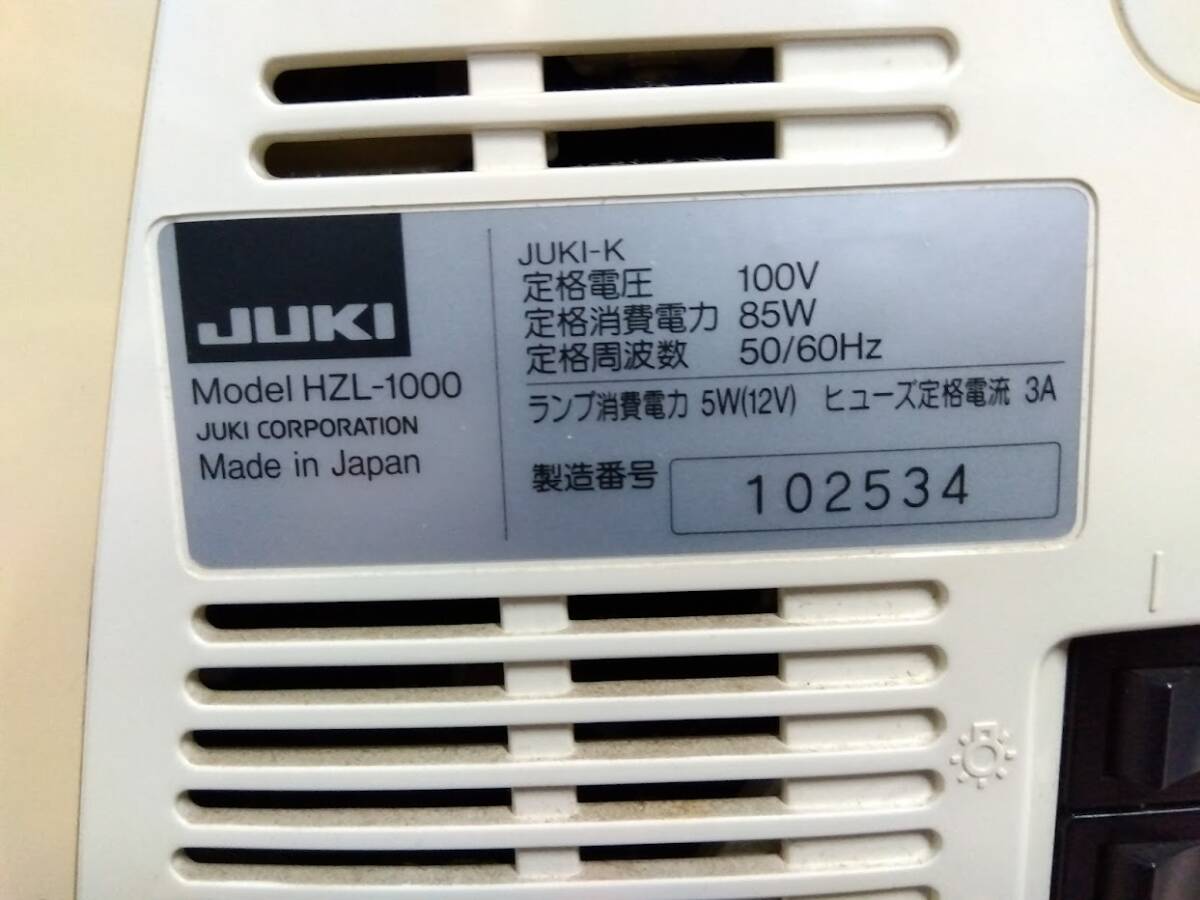 JUKI
Model HZL-1000
JUKI CORPORATION
Made in Japan
JUKI-K
定格電圧 100V
定格消費電力 85W
定格周波数 50/60Hz
ランプ消費電力 5W(12V) ヒューズ定格電流 3A
製造番号 102534